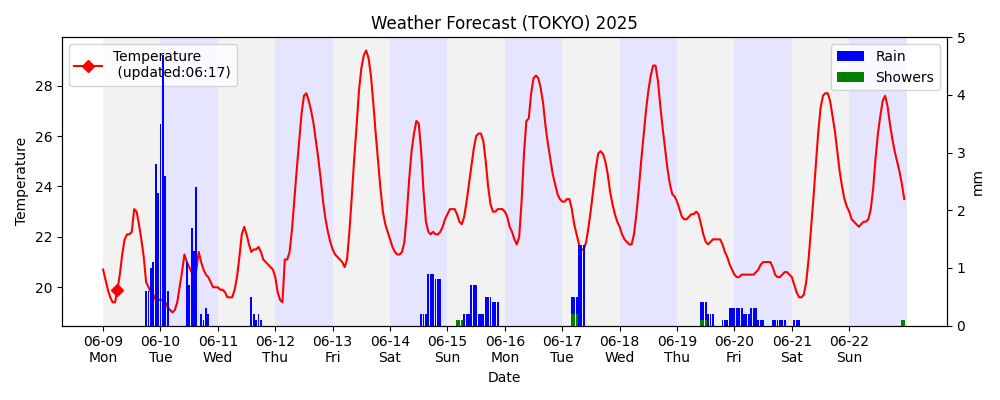 Weather Forecast (TOKYO) 2025
Temperature
(updated:06:17)
Rain
Showers
Temperature
28
26
24
22
20
5
4
3
2
1
0
mm
06-09 06-10 06-11 06-12 06-13 06-14 06-15 06-16 06-17 06-18 06-19 06-20 06-21 06-22
Mon Tue Wed Thu Fri Sat Sun Mon Tue Wed Thu Fri Sat Sun
Date